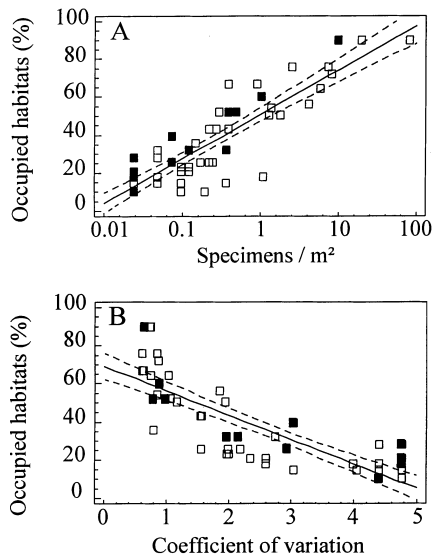 A
Occupied habitats (%)
100
80
60
40
20
0
0.01 0.1 1 10 100
Specimens / m²
B
Occupied habitats (%)
100
80
60
40
20
0
0 1 2 3 4 5
Coefficient of variation